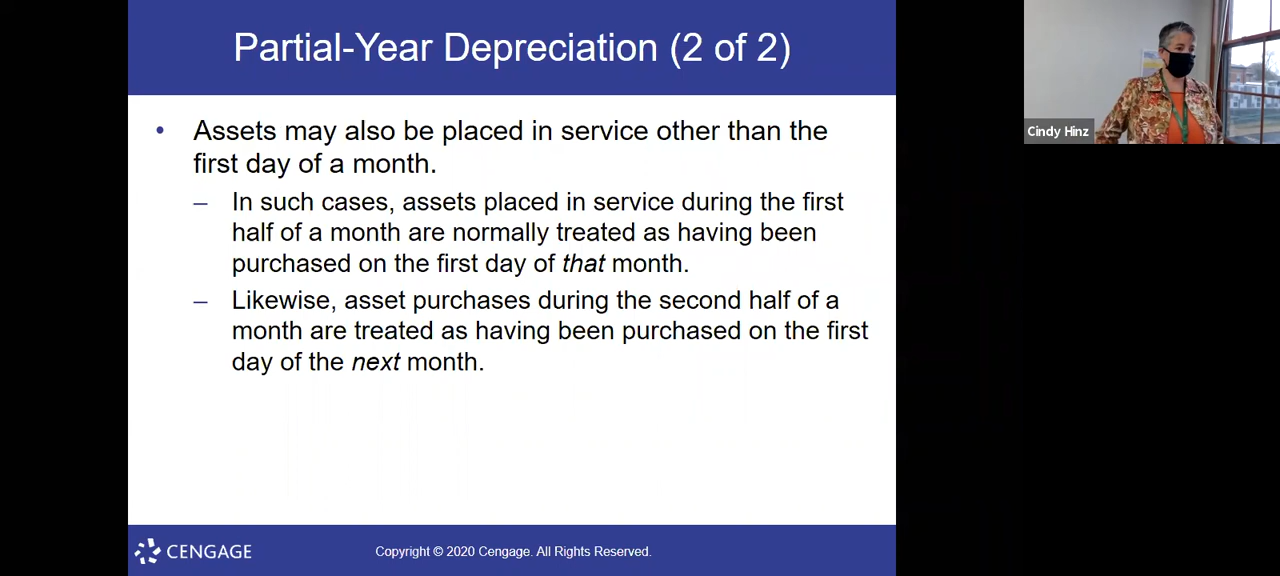 Partial-Year Depreciation (2 of 2)
• Assets may also be placed in service other than the
first day of a month.
– In such cases, assets placed in service during the first
half of a month are normally treated as having been
purchased on the first day of that month.
– Likewise, asset purchases during the second half of a
month are treated as having been purchased on the first
day of the next month.
CENGAGE
Copyright © 2020 Cengage. All Rights Reserved.
Cindy Hinz